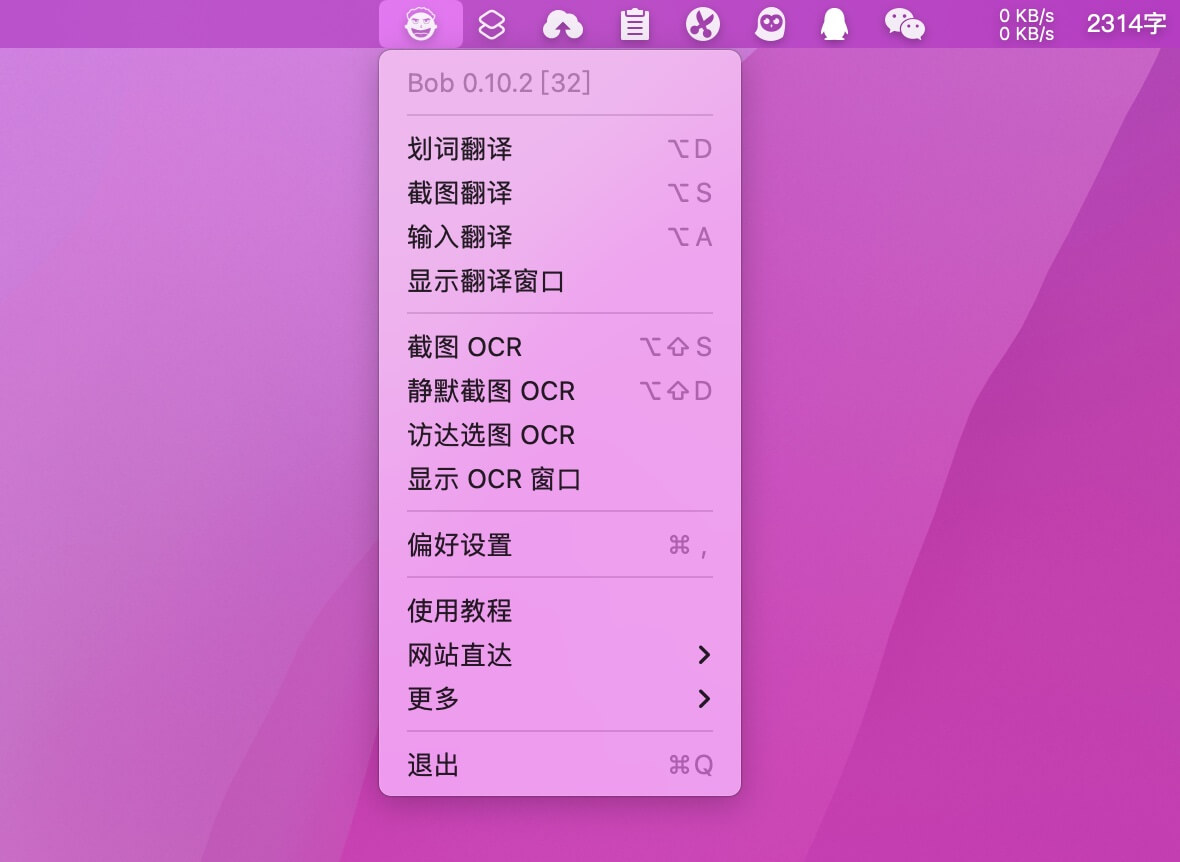 0 KB/s
0 KB/s
2314字
Bob 0.10.2 [32]
划词翻译 ⌥ D
截图翻译 ⌥ S
输入翻译 ⌥ A
显示翻译窗口
截图 OCR ⌥ ⇧ S
静默截图 OCR ⌥ ⇧ D
访达选图 OCR
显示 OCR 窗口
偏好设置 ⌘ ,
使用教程
网站直达
更多
退出 ⌘ Q